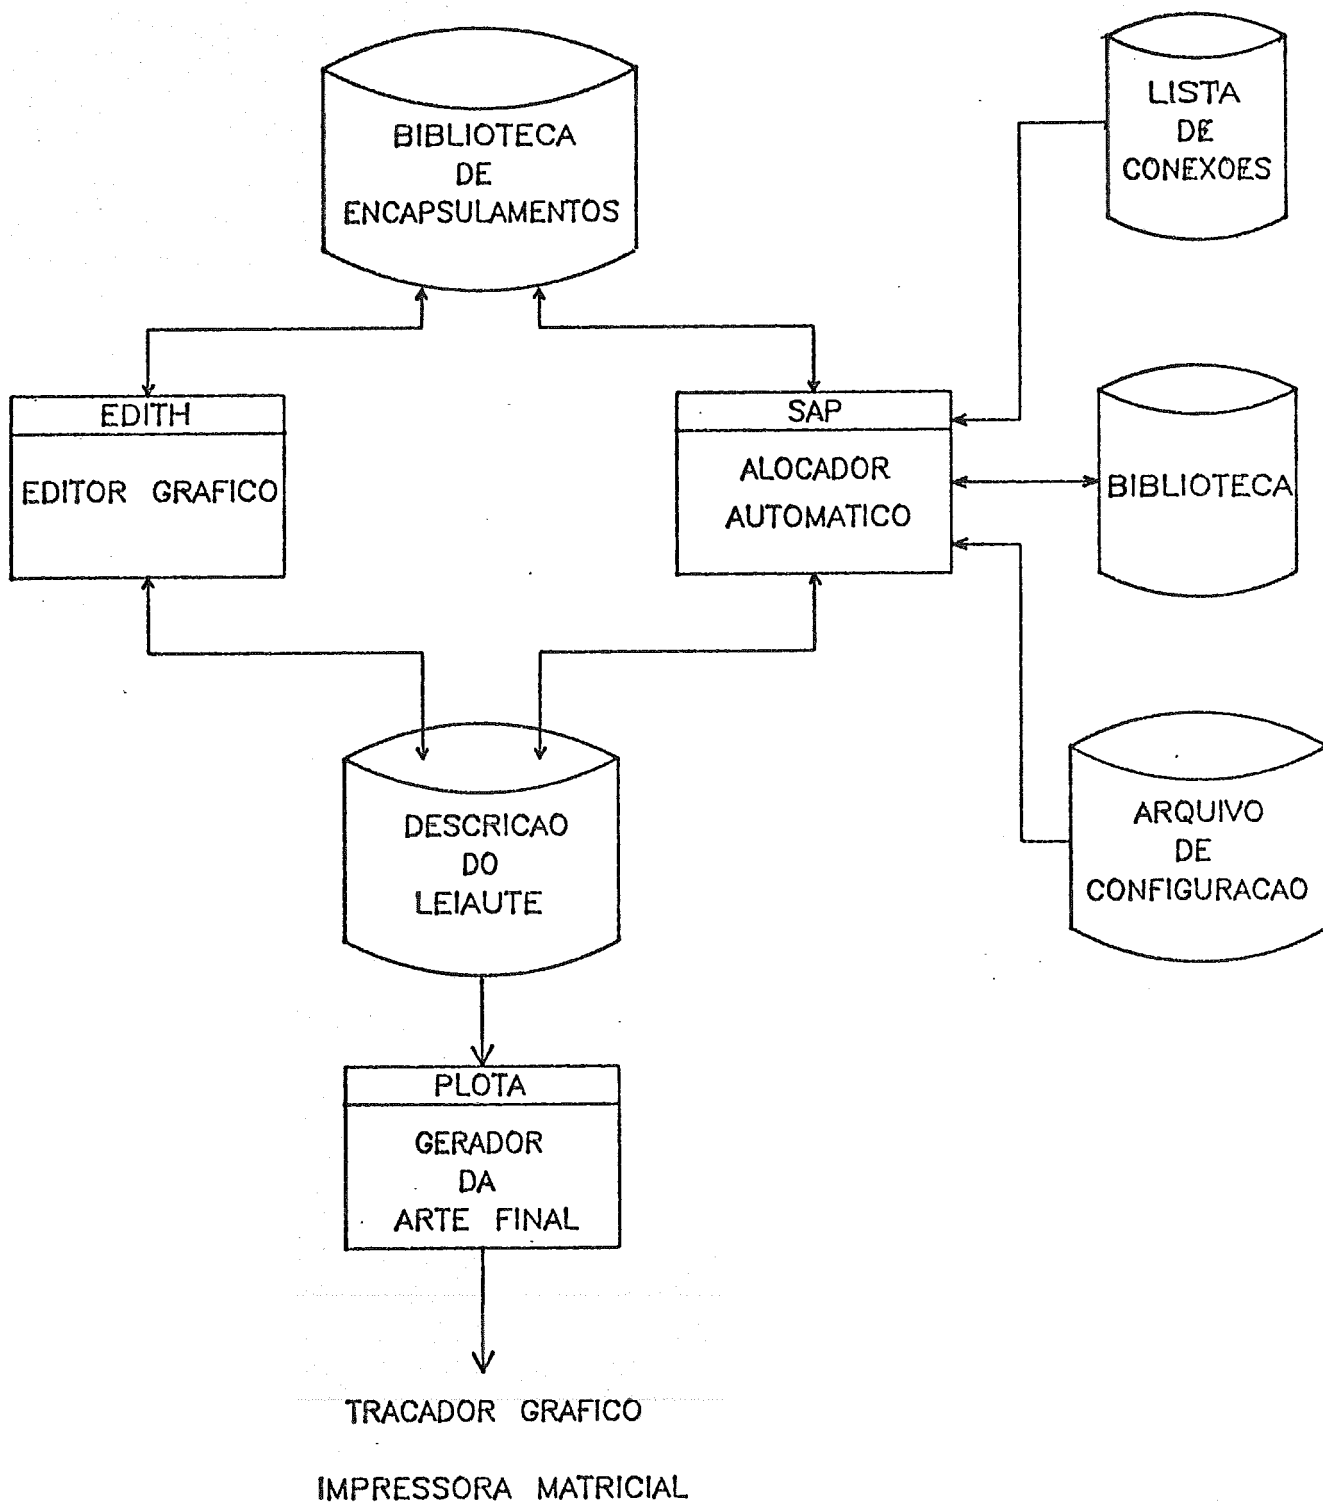 BIBLIOTECA
DE
ENCAPSULAMENTOS
LISTA
DE
CONEXOES
EDITH
EDITOR GRAFICO
SAP
ALOCADOR
AUTOMATICO
BIBLIOTECA
DESCRICAO
DO
LEIAUTE
ARQUIVO
DE
CONFIGURACAO
PLOTA
GERADOR
DA
ARTE FINAL
TRACADOR GRAFICO
IMPRESSORA MATRICIAL